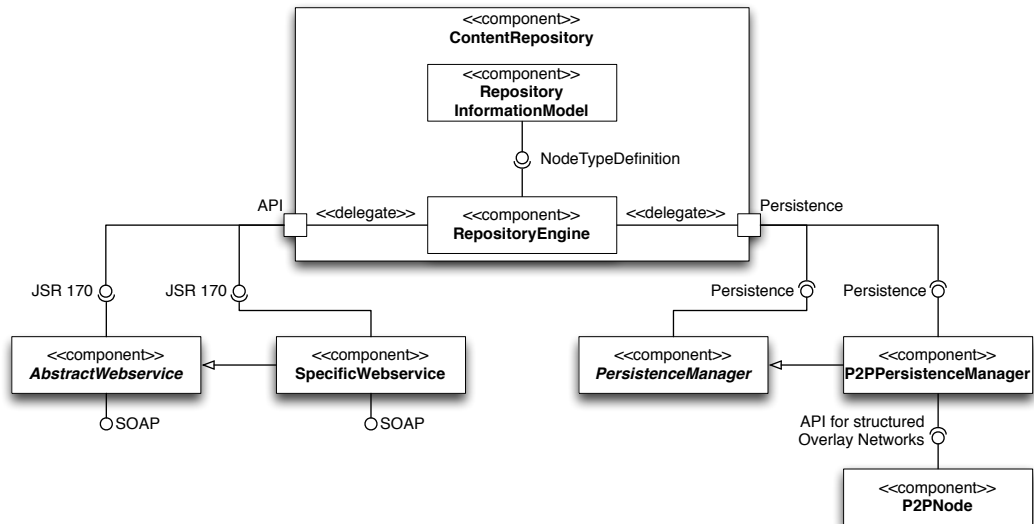 <<component>>
ContentRepository
<<component>>
Repository
InformationModel
NodeTypeDefinition
API
<<delegate>>
<<component>>
RepositoryEngine
<<delegate>>
Persistence
JSR 170
JSR 170
Persistence
Persistence
<<component>>
AbstractWebservice
<<component>>
SpecificWebservice
<<component>>
PersistenceManager
<<component>>
P2PPersistenceManager
SOAP
SOAP
API for structured
Overlay Networks
<<component>>
P2PNode